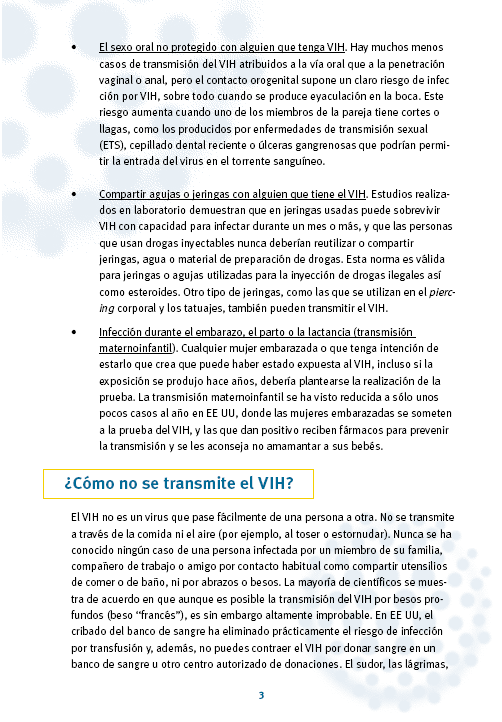 • El sexo oral no protegido con alguien que tenga VIH. Hay muchos menos
casos de transmisión del VIH atribuidos a la vía oral que a la penetración
vaginal o anal, pero el contacto orogenital supone un claro riesgo de infec
ción por VIH, sobre todo cuando se produce eyaculación en la boca. Este
riesgo aumenta cuando uno de los miembros de la pareja tiene cortes o
llagas, como los producidos por enfermedades de transmisión sexual
(ETS), cepillado dental reciente o úlceras gangrenosas que podrían permi-
tir la entrada del virus en el torrente sanguíneo.
• Compartir agujas o jeringas con alguien que tiene el VIH. Estudios realiza-
dos en laboratorio demuestran que en jeringas usadas puede sobrevivir
VIH con capacidad para infectar durante un mes o más, y que las personas
que usan drogas inyectables nunca deberían reutilizar o compartir
jeringas, agua o material de preparación de drogas. Esta norma es válida
para jeringas o agujas utilizadas para la inyección de drogas ilegales así
como esteroides. Otro tipo de jeringas, como las que se utilizan en el pierc-
ing corporal y los tatuajes, también pueden transmitir el VIH.
• Infección durante el embarazo, el parto o la lactancia (transmisión
maternoinfantil). Cualquier mujer embarazada o que tenga intención de
estarlo que crea que puede haber estado expuesta al VIH, incluso si la
exposición se produjo hace años, debería plantearse la realización de la
prueba. La transmisión maternoinfantil se ha visto reducida a sólo unos
pocos casos al año en EE UU, donde las mujeres embarazadas se someten
a la prueba del VIH, y las que dan positivo reciben fármacos para prevenir
la transmisión y se les aconseja no amamantar a sus bebés.
¿Cómo no se transmite el VIH?
El VIH no es un virus que pase fácilmente de una persona a otra. No se transmite
a través de la comida ni el aire (por ejemplo, al toser o estornudar). Nunca se ha
conocido ningún caso de una persona infectada por un miembro de su familia,
compañero de trabajo o amigo por contacto habitual como compartir utensilios
de comer o de baño, ni por abrazos o besos. La mayoría de científicos se mues-
tra de acuerdo en que aunque es posible la transmisión del VIH por besos pro-
fundos (beso “francés”), es sin embargo altamente improbable. En EE UU, el
cribado del banco de sangre ha eliminado prácticamente el riesgo de infección
por transfusión y, además, no puedes contraer el VIH por donar sangre en un
banco de sangre u otro centro autorizado de donaciones. El sudor, las lágrimas,
3